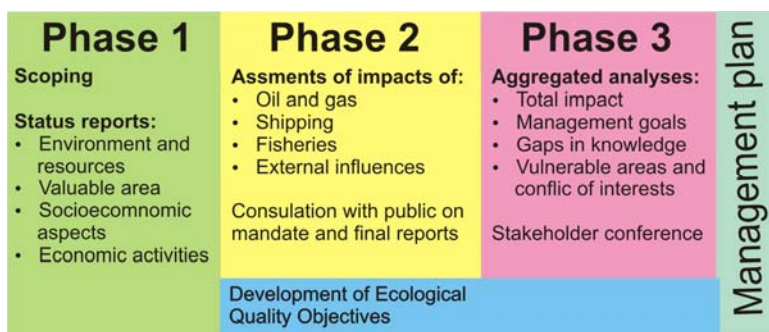 Phase 1
Scoping
Status reports:
• Environment and
resources
• Valuable area
• Socioecomnomic
aspects
• Economic activities
Phase 2
Assments of impacts of:
• Oil and gas
• Shipping
• Fisheries
• External influences
Consulation with public on
mandate and final reports
Phase 3
Aggregated analyses:
• Total impact
• Management goals
• Gaps in knowledge
• Vulnerable areas and
conflic of interests
Stakeholder conference
Development of Ecological
Quality Objectives
Management plan